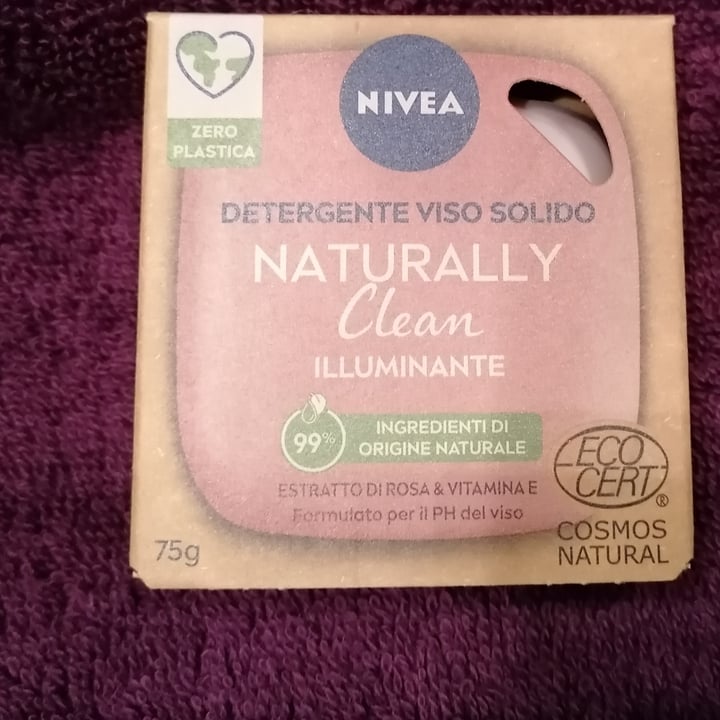 ZERO
PLASTICA
NIVEA
DETERGENTE VISO SOLIDO
NATURALLY
Clean
ILLUMINANTE
99%
INGREDIENTI DI
ORIGINE NATURALE
ESTRATTO DI ROSA & VITAMINA E
Formulato per il PH del viso
ECO
CERT®
COSMOS
NATURAL
75g